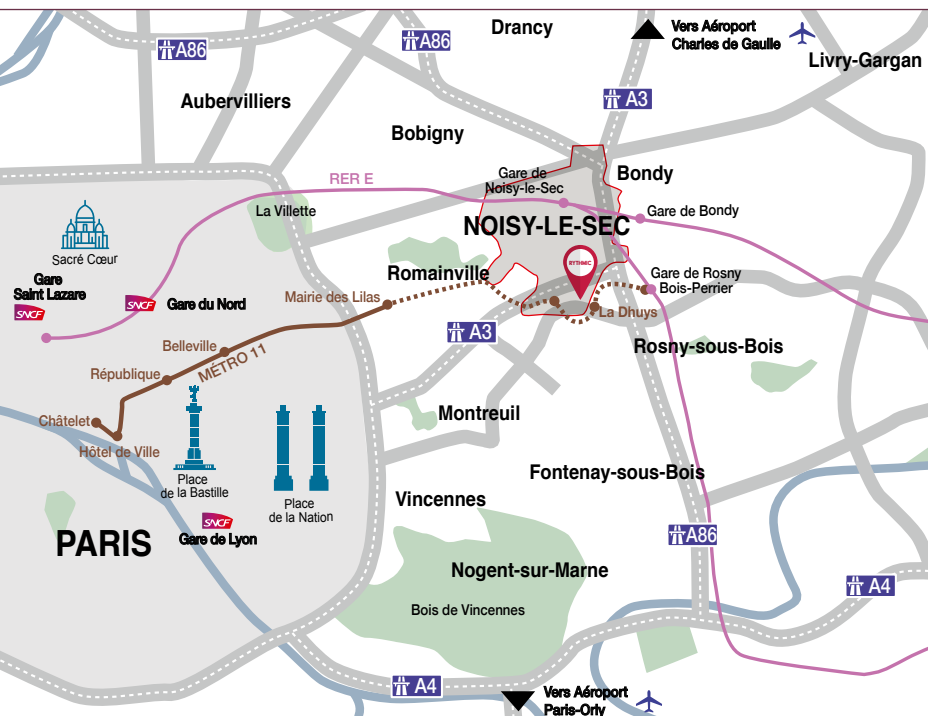 Drancy
Vers Aéroport
Charles de Gaulle
A86
A86
Livry-Gargan
A3
Aubervilliers
Bobigny
Gare de
Noisy-le-Sec
Bondy
RER E
La Villette
Gare de Bondy
NOISY-LE-SEC
Sacré Cœur
RYTHMIC
Romainville
Gare de Rosny
Bois-Perrier
Gare
Saint Lazare
SNCF
SNCF
Gare du Nord
Mairie des Lilas
La Dhuys
A3
Belleville
MÉTRO 11
Rosny-sous-Bois
République
Châtelet
Montreuil
Hôtel de Ville
Place
de la Bastille
Fontenay-sous-Bois
Place
de la Nation
Vincennes
SNCF
Gare de Lyon
PARIS
A86
Nogent-sur-Marne
A4
Bois de Vincennes
A4
Vers Aéroport
Paris-Orly